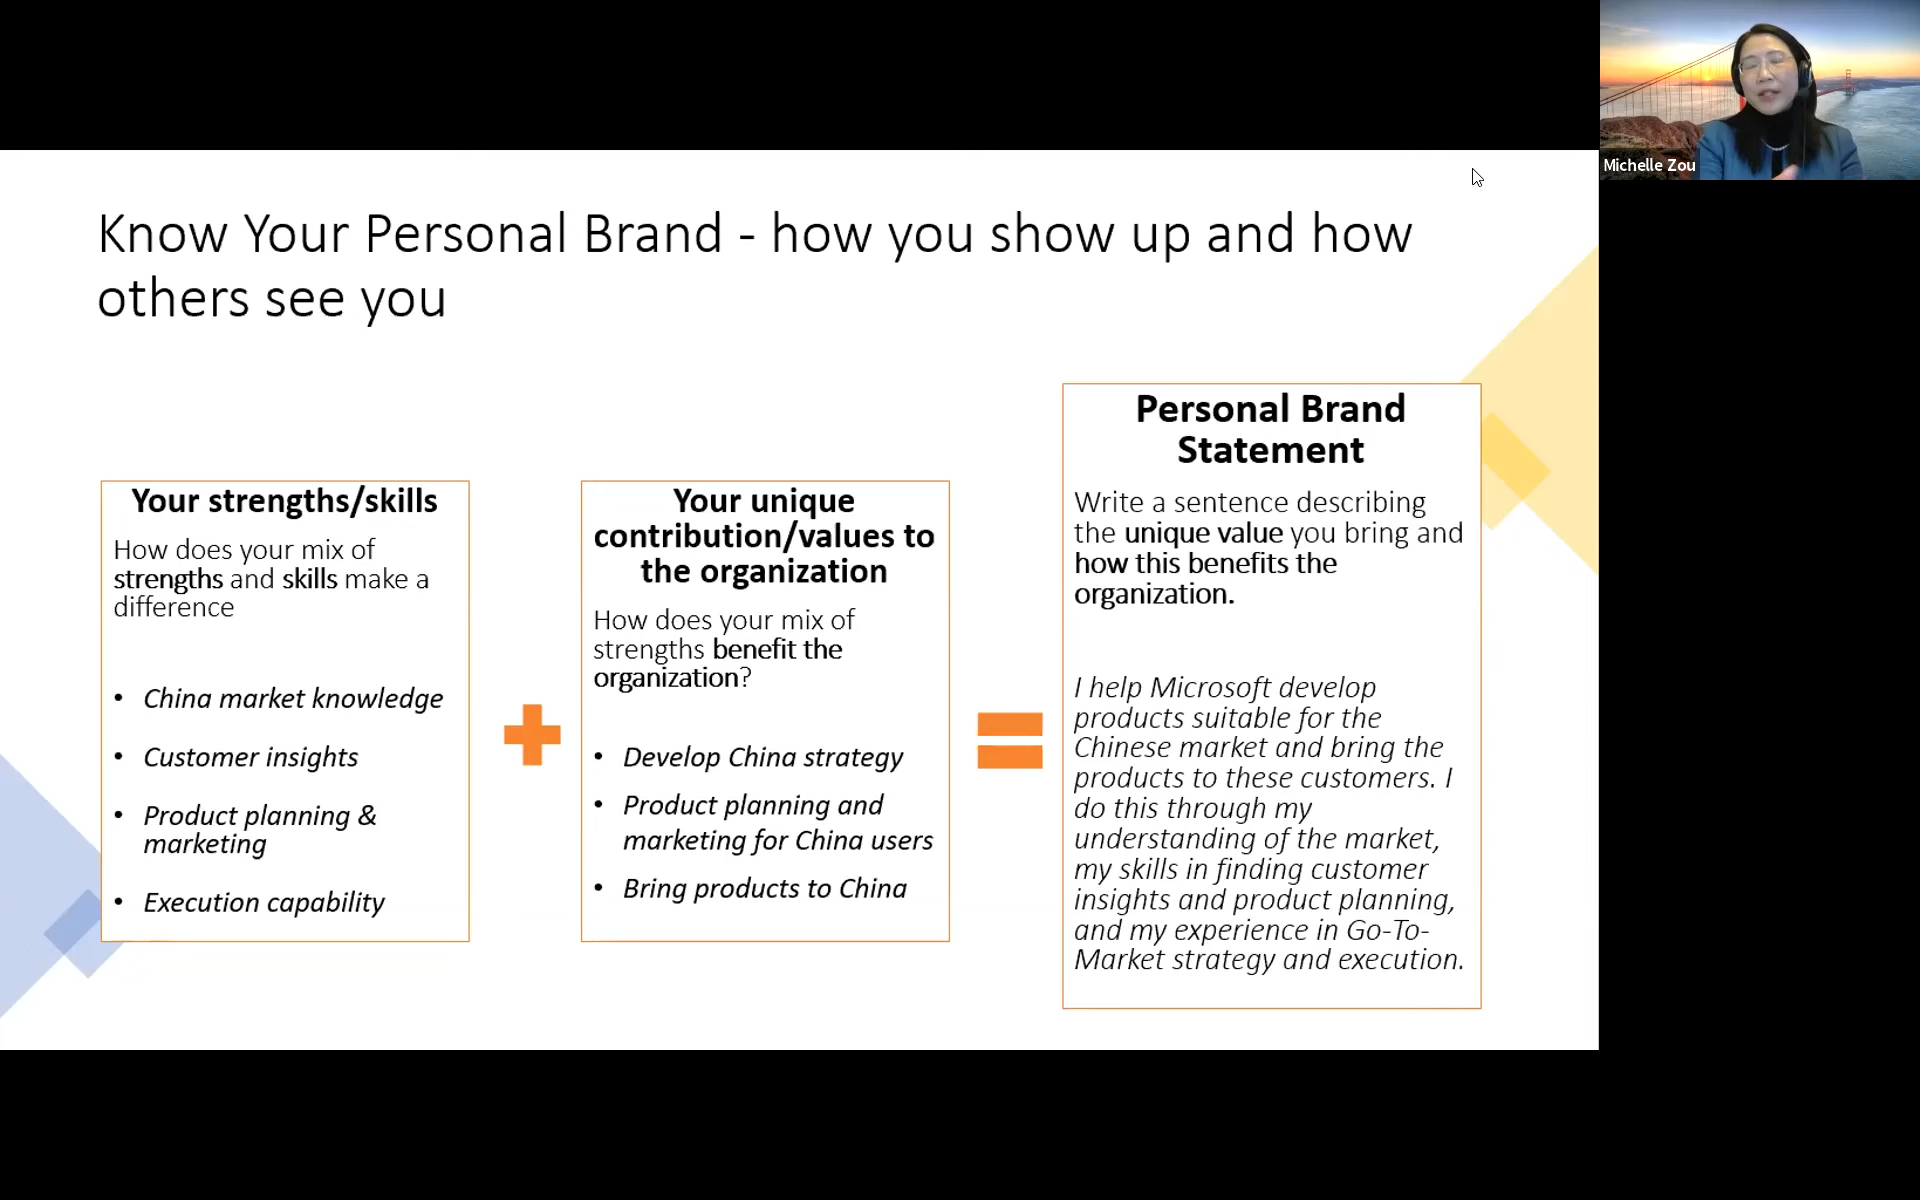 Michelle Zou
Know Your Personal Brand - how you show up and how
others see you
Your strengths/skills
How does your mix of
strengths and skills make a
difference
• China market knowledge
• Customer insights
• Product planning &
marketing
• Execution capability
Your unique
contribution/values to
the organization
How does your mix of
strengths benefit the
organization?
• Develop China strategy
• Product planning and
marketing for China users
• Bring products to China
Personal Brand
Statement
Write a sentence describing
the unique value you bring and
how this benefits the
organization.
I help Microsoft develop
products suitable for the
Chinese market and bring the
products to these customers. I
do this through my
understanding of the market,
my skills in finding customer
insights and product planning,
and my experience in Go-To-
Market strategy and execution.